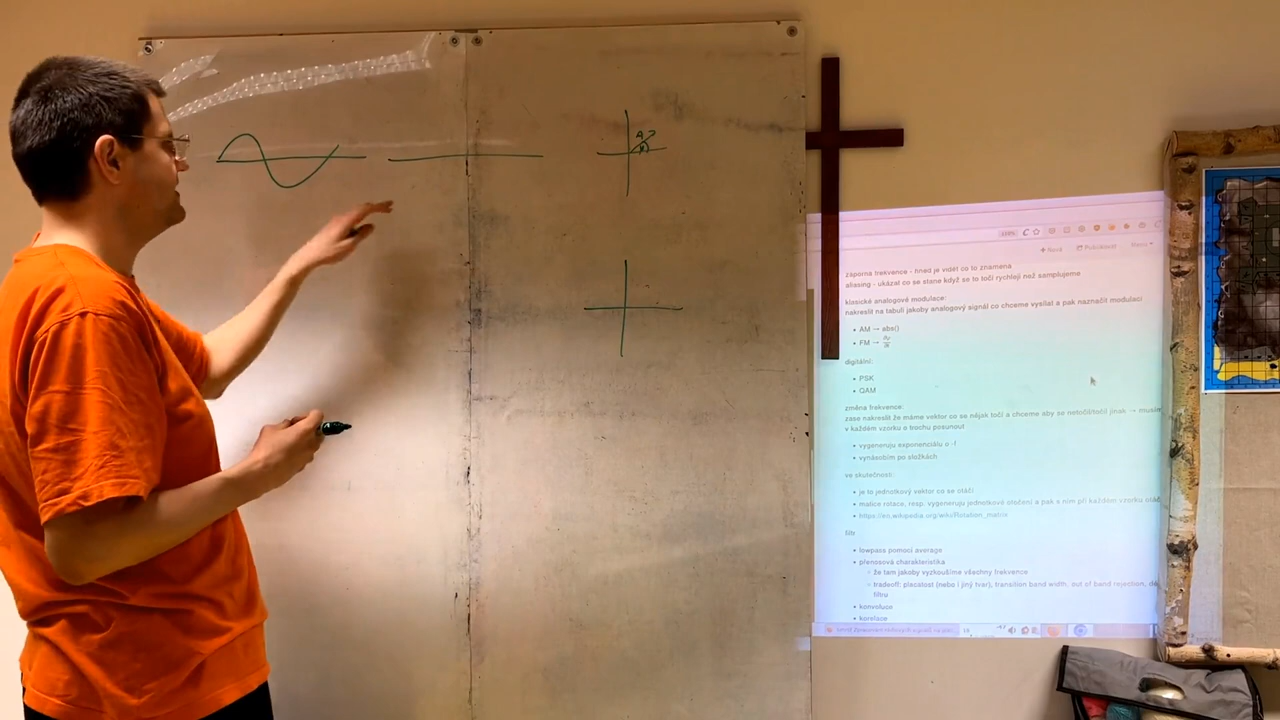 A
+ Nová
Menu
záporná frekvence - hned je vidět co to znamená
aliasing - ukázal co se stane když se to točí rychleji než samplujeme
klasické analogové modulace:
nakreslit na tabuli jakoby analogový signál co chceme vysílat a pak naznačit modulaci
• AM → abs()
• FM →
digitální:
• PSK
• QAM
změna frekvence:
zase nakreslit že máme vektor co se nějak točí a chceme aby se netočil/točil jinak → musím
v každém vzorku o trochu posunout
• vygeneruju exponenciálu o -f
• vynásobím po složkách
ve skutečnosti:
• je to jednotkový vektor co se otáčí
• matice rotace, resp. vygeneruju jednotkové otočení a pak s ním při každém vzorku otáč
• https://en.wikipedia.org/wiki/Rotation_matrix
filtr
• lowpass pomocí average
• přenosová charakteristika
◦ že tam jakoby vyzkoušíme všechny frekvence
◦ tradeoff: placatost (nebo i jiný tvar), transition band width, out of band rejection, dé
filtru
• konvoluce
• korelace